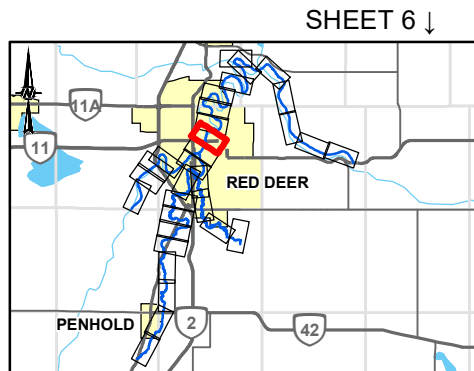 SHEET 6 ↓
11A
11
RED DEER
PENHOLD
2
42